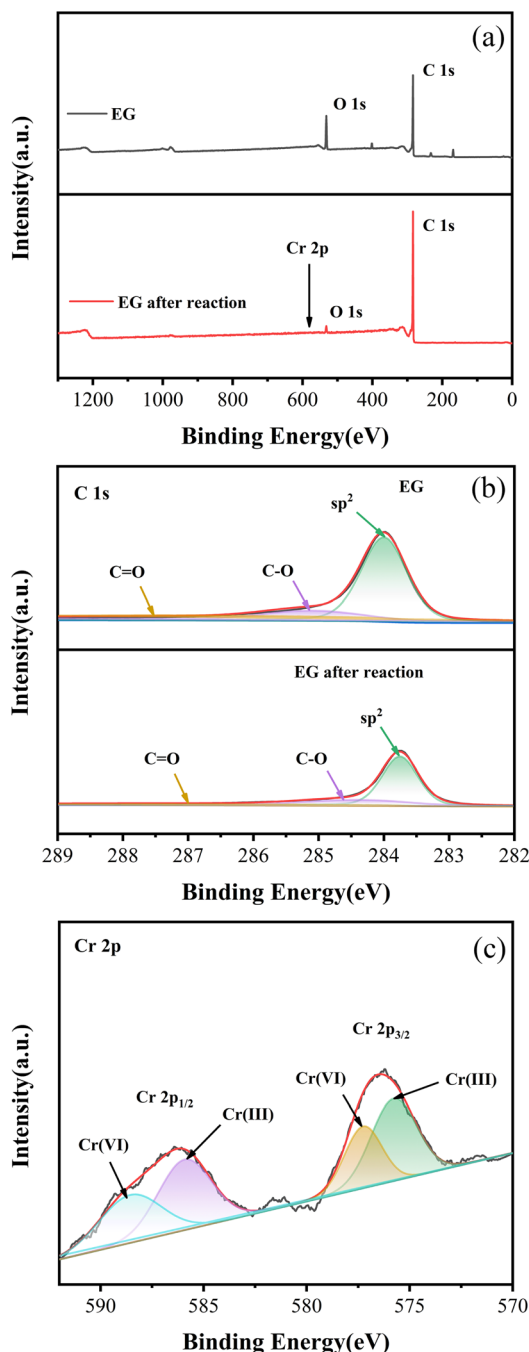 (a)
C 1s
O 1s
EG
C 1s
Cr 2p
EG after reaction
O 1s
Intensity(a.u.)
1200 1000 800 600 400 200 0
Binding Energy(eV)
(b)
C 1s
EG
sp²
C=O
C-O
EG after reaction
sp²
C=O
C-O
Intensity(a.u.)
289 288 287 286 285 284 283 282
Binding Energy(eV)
(c)
Cr 2p
Cr 2p₃/₂
Cr(VI)
Cr(III)
Cr 2p₁/₂
Cr(III)
Cr(VI)
Intensity(a.u.)
590 585 580 575 570
Binding Energy(eV)